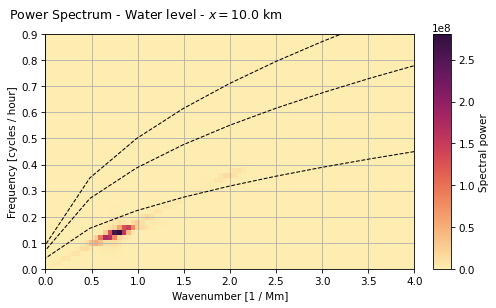 Power Spectrum - Water level - x = 10.0 km
1e8
0.9
0.8
0.7
0.6
0.5
0.4
0.3
0.2
0.1
0.0
Frequency [cycles / hour]
0.0 0.5 1.0 1.5 2.0 2.5 3.0 3.5 4.0
Wavenumber [1 / Mm]
2.5
2.0
1.5
1.0
0.5
0.0
Spectral power